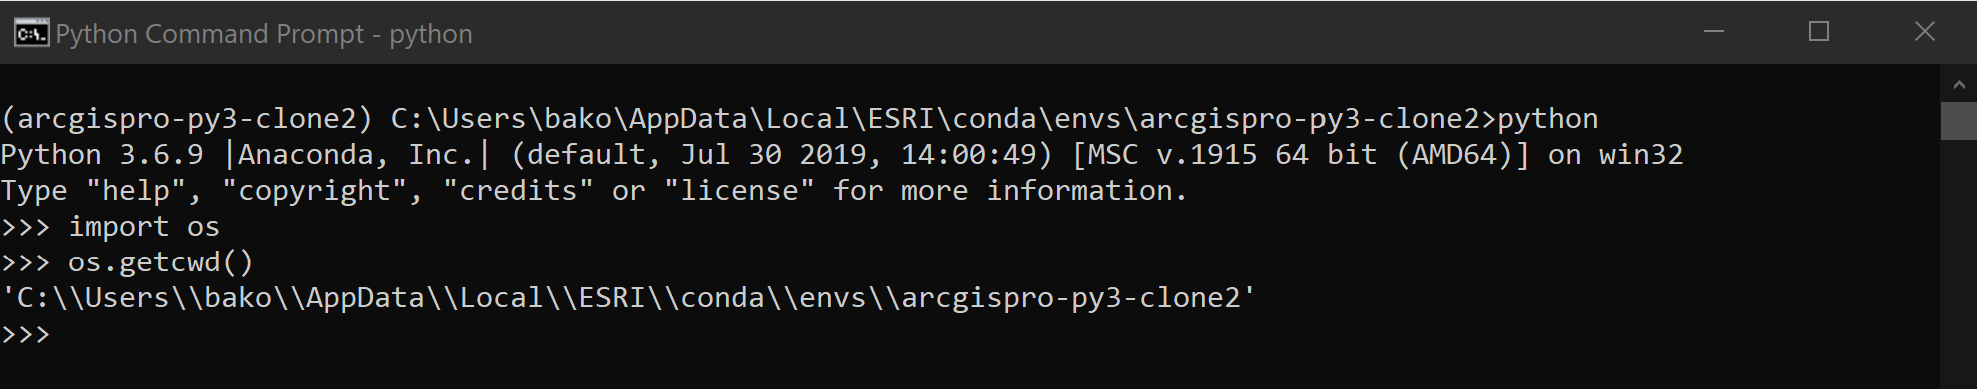 C:\. Python Command Prompt - python
(arcgispro-py3-clone2) C:\Users\bako\AppData\Local\ESRI\conda\envs\arcgispro-py3-clone2>python
Python 3.6.9 |Anaconda, Inc.| (default, Jul 30 2019, 14:00:49) [MSC v.1915 64 bit (AMD64)] on win32
Type "help", "copyright", "credits" or "license" for more information.
>>> import os
>>> os.getcwd()
'C:\\Users\\bako\\AppData\\Local\\ESRI\\conda\\envs\\arcgispro-py3-clone2'
>>>